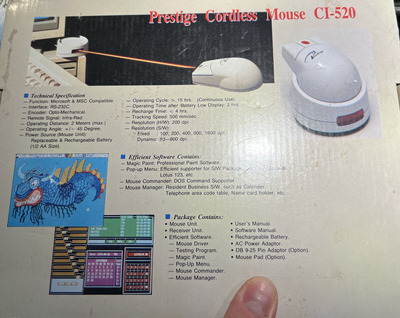 Prestige Cordless Mouse CI-520
■ Technical Specification
— Function: Microsoft & MSC Compatible
— Interface: RS-232C
— Encoder: Opto-Mechanical
— Remote Signal: Infra-Red
— Operating Distance: 2 Meters (max.)
— Operating Angle: +/- 45 Degree.
— Power Source (Mouse Unit):
Replaceable & Rechargeable Battery
(1/2 AA Size)
— Operating Cycle: > 15 hrs. (Continuous Use)
— Operating Time after Battery Low Display: 2 hrs.
— Recharge Time: < 4 hrs.
— Tracking Speed: 500 mm/sec
— Resolution (H/W): 200 dpi
— Resolution (S/W):
Fixed : 100, 200, 400, 800, 1600 dpi
Dynamic: 10~800 dpi
■ Efficient Software Contains:
— Magic Paint: Professional Paint Software.
— Pop-up Menu: Efficient supporter for S/W
Lotus 123, etc.
— Mouse Commander: DOS Command Supporter
— Mouse Manager: Resident Business S/W, such as Calender,
Telephone area code table, Name card holder, etc.
■ Package Contains:
• Mouse Unit.
• Receiver Unit.
• Efficient Software.
— Mouse Driver
— Testing Program.
— Magic Paint.
— Pop-Up Menu.
— Mouse Commander.
— Mouse Manager.
• User's Manual.
• Software Manual.
• Rechargeable Battery.
• AC Power Adaptor.
• DB 9-25 Pin Adaptor (Option).
• Mouse Pad (Option).